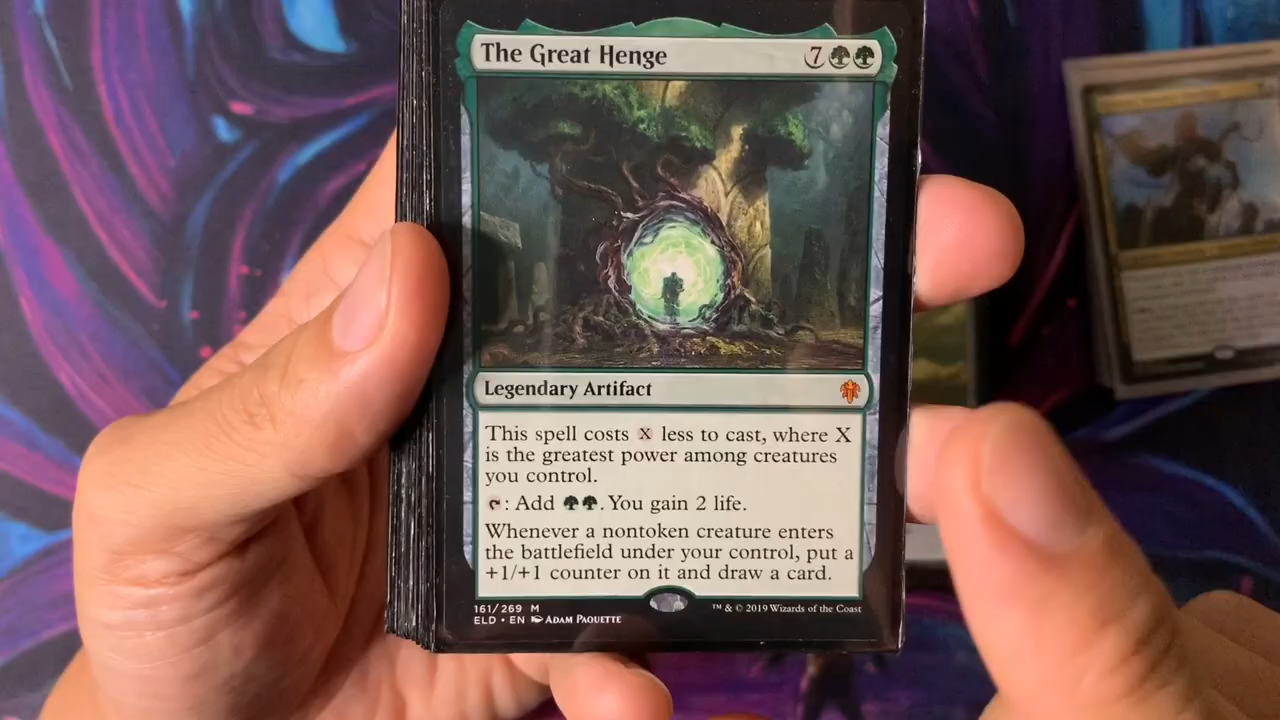 The Great Henge 7
Legendary Artifact
This spell costs X less to cast, where X
is the greatest power among creatures
you control.
: Add . You gain 2 life.
Whenever a nontoken creature enters
the battlefield under your control, put a
+1/+1 counter on it and draw a card.
161/269 M
ELD • EN ADAM PAQUETTE
™ & © 2019 Wizards of the Coast